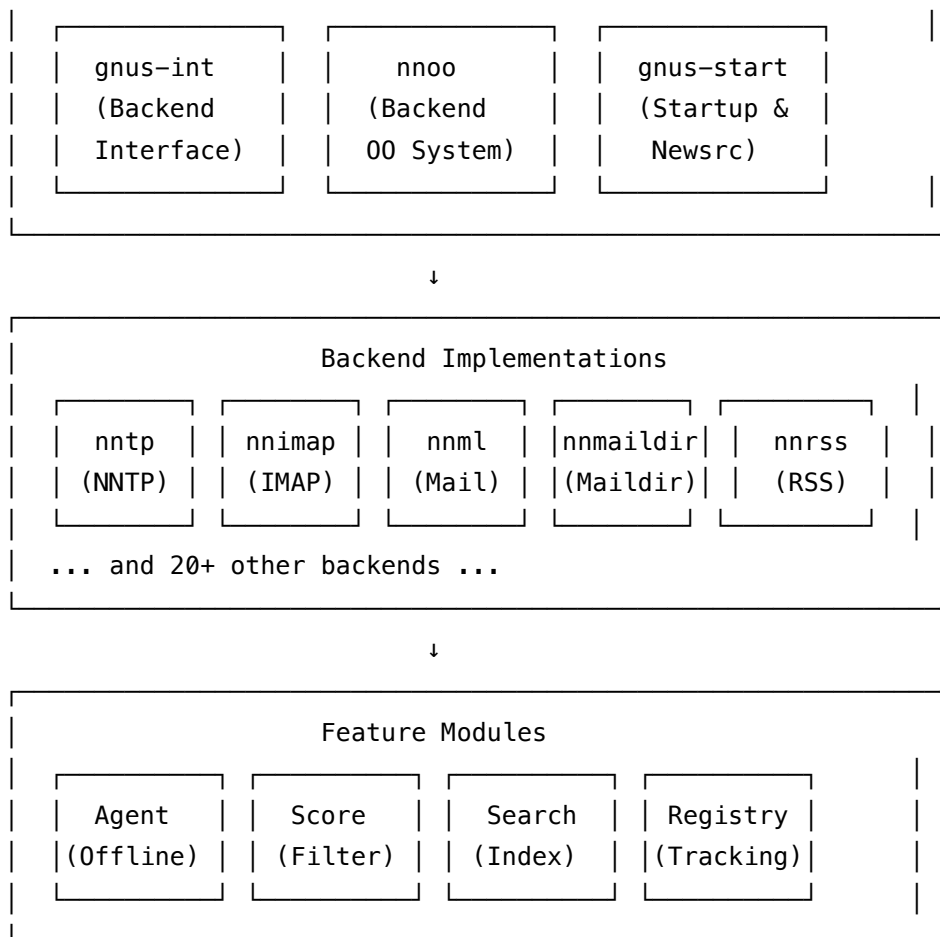 gnus-int nnoo gnus-start
(Backend (Backend (Startup &
Interface) OO System) Newsrc)
↓
Backend Implementations
nntp nnimap nnml nnmaildir nnrss
(NNTP) (IMAP) (Mail) (Maildir) (RSS)
... and 20+ other backends ...
↓
Feature Modules
Agent Score Search Registry
(Offline) (Filter) (Index) (Tracking)